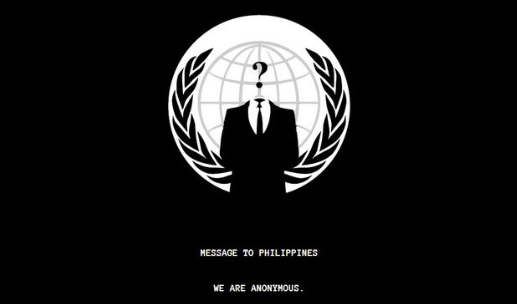 ?
MESSAGE TO PHILIPPINES
WE ARE ANONYMOUS.